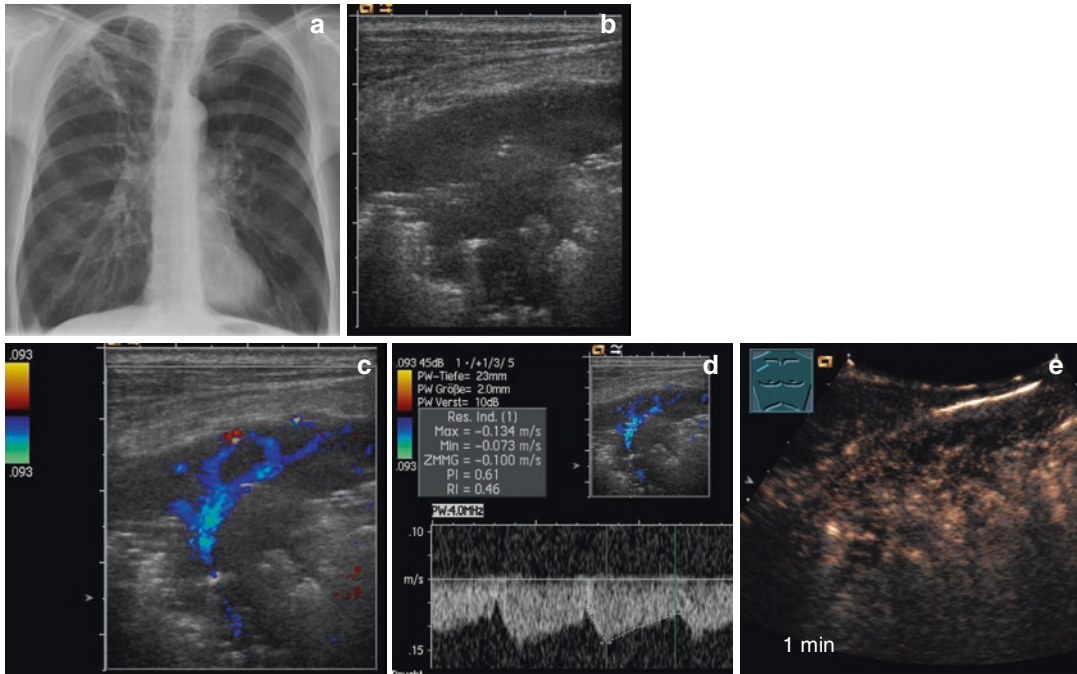 a
b
.093
.093
c
.093 45dB 1 -/+1/3/ 5
PW-Tiefe= 23mm
PW Größe= 2.0mm
PW Verst= 10dB
.093
Res. Ind. (1)
Max = -0.134 m/s
Min = -0.073 m/s
ZMMG = -0.100 m/s
PI = 0.61
RI = 0.46
PW:4.0MHz
.10
m/s
.15
d
e
1 min